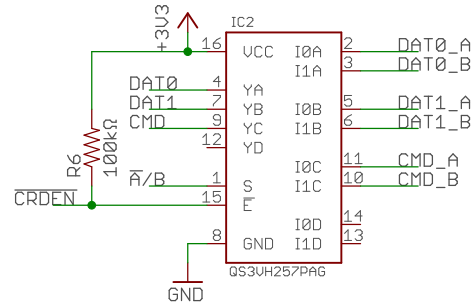 +3V3
IC2
16 VCC I0A 2 DAT0_A
I1A 3 DAT0_B
DAT0 4 YA
DAT1 7 YB I0B 5 DAT1_A
CMD 9 YC I1B 6 DAT1_B
12 YD
R6 100kΩ
I0C 11 CMD_A
A̅/B 1 S I1C 10 CMD_B
C̅R̅D̅E̅N̅ 15 E̅
I0D 14
8 GND I1D 13
QS3VH257PAG
GND